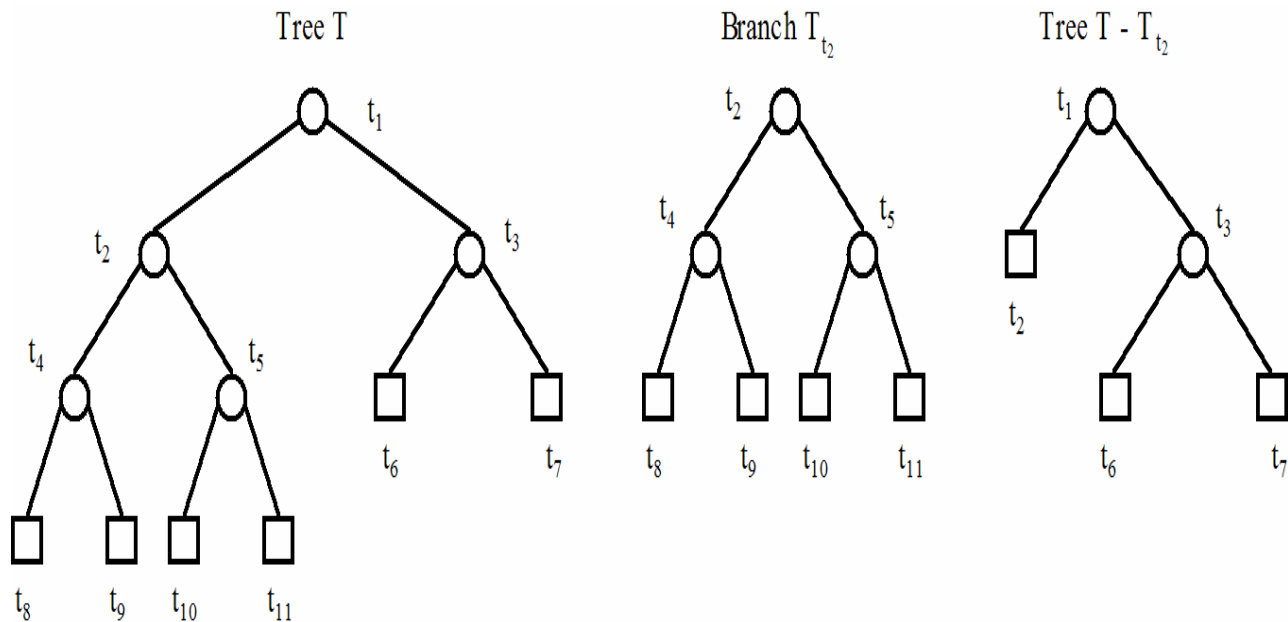 Tree T
Branch T_t₂
Tree T - T_t₂
t₁
t₂
t₁
t₂
t₃
t₄
t₅
t₃
t₄
t₅
t₂
t₆
t₇
t₈
t₉
t₁₀
t₁₁
t₆
t₇
t₈
t₉
t₁₀
t₁₁